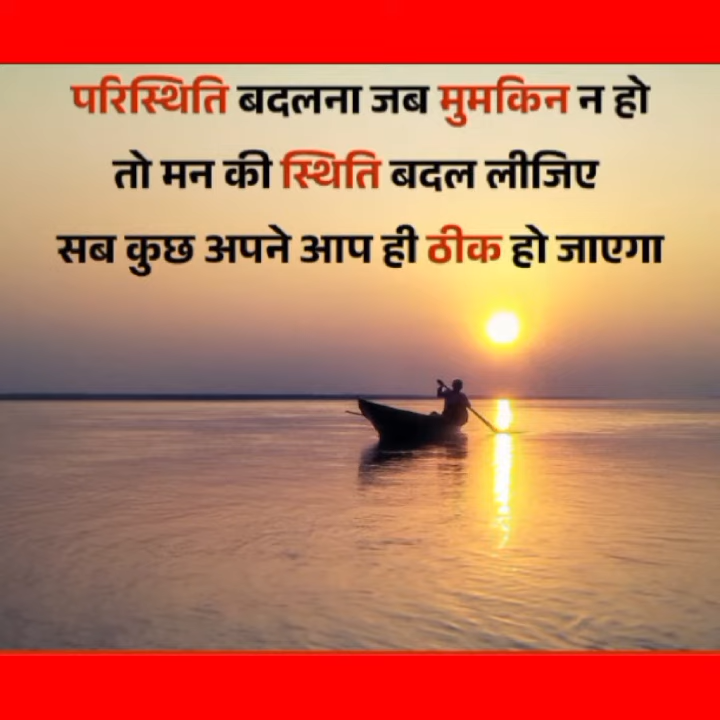 परिस्थिति बदलना जब मुमकिन न हो
तो मन की स्थिति बदल लीजिए
सब कुछ अपने आप ही ठीक हो जाएगा